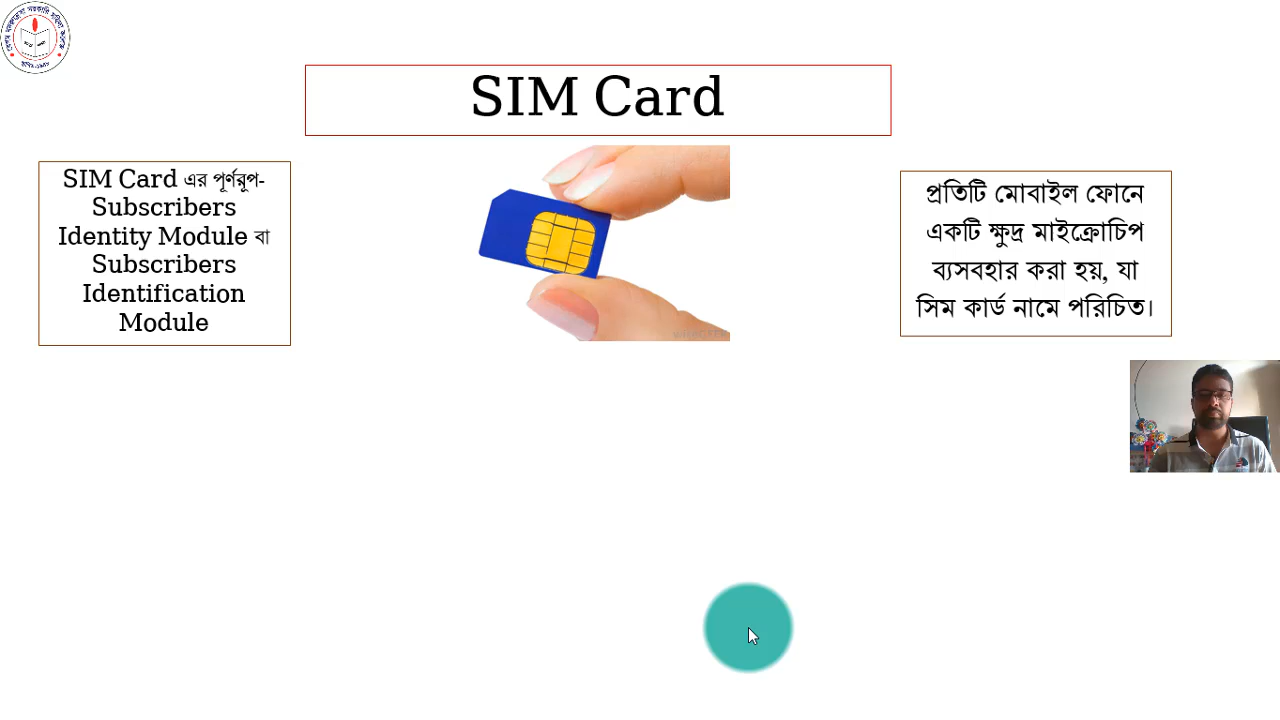 SIM Card
SIM Card এর পূর্ণরূপ-
Subscribers
Identity Module বা
Subscribers
Identification
Module
প্রতিটি মোবাইল ফোনে
একটি ক্ষুদ্র মাইক্রোচিপ
ব্যসবহার করা হয়, যা
সিম কার্ড নামে পরিচিত।